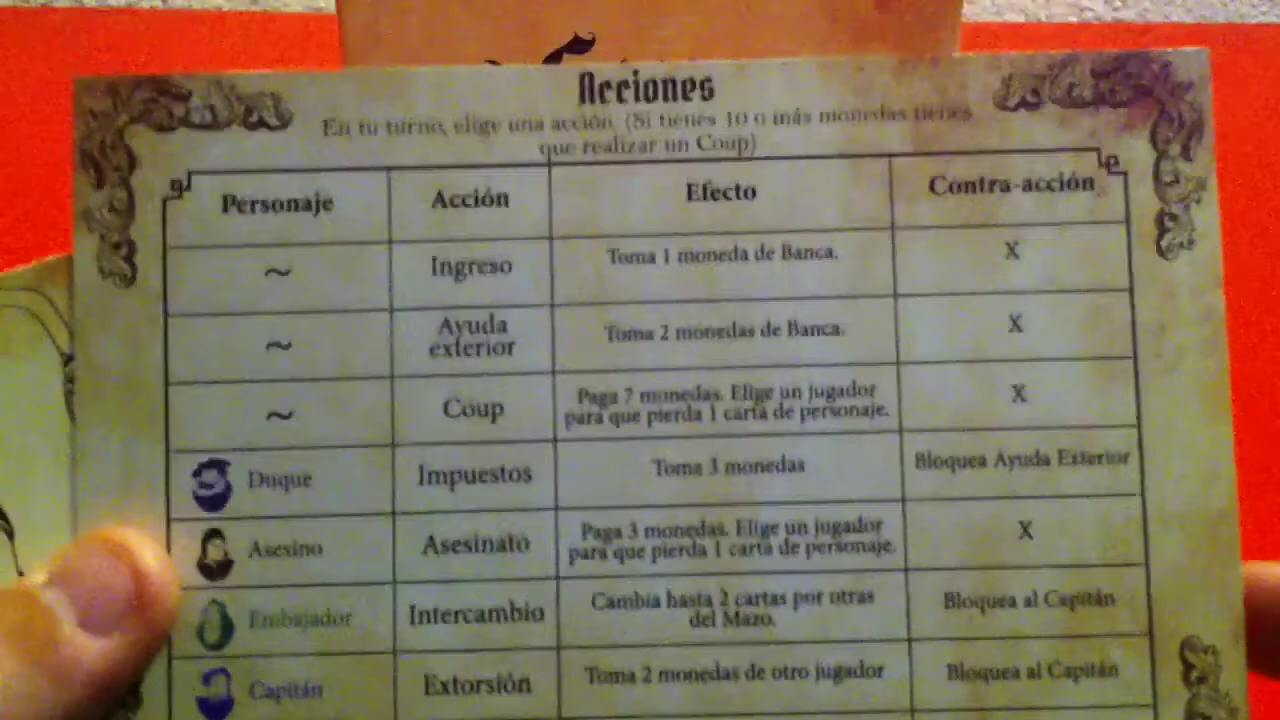 Acciones
En tu turno, elige una acción (Si tienes 10 o más monedas tienes
que realizar un Coup)
Personaje Acción Efecto Contra-acción
~ Ingreso Toma 1 moneda de Banca. X
~ Ayuda exterior Toma 2 monedas de Banca. X
~ Coup Paga 7 monedas. Elige un jugador para que pierda 1 carta de personaje. X
Duque Impuestos Toma 3 monedas Bloquea Ayuda Exterior
Asesino Asesinato Paga 3 monedas. Elige un jugador para que pierda 1 carta de personaje. X
Embajador Intercambio Cambia hasta 2 cartas por otras del Mazo. Bloquea al Capitán
Capitán Extorsión Toma 2 monedas de otro jugador Bloquea al Capitán